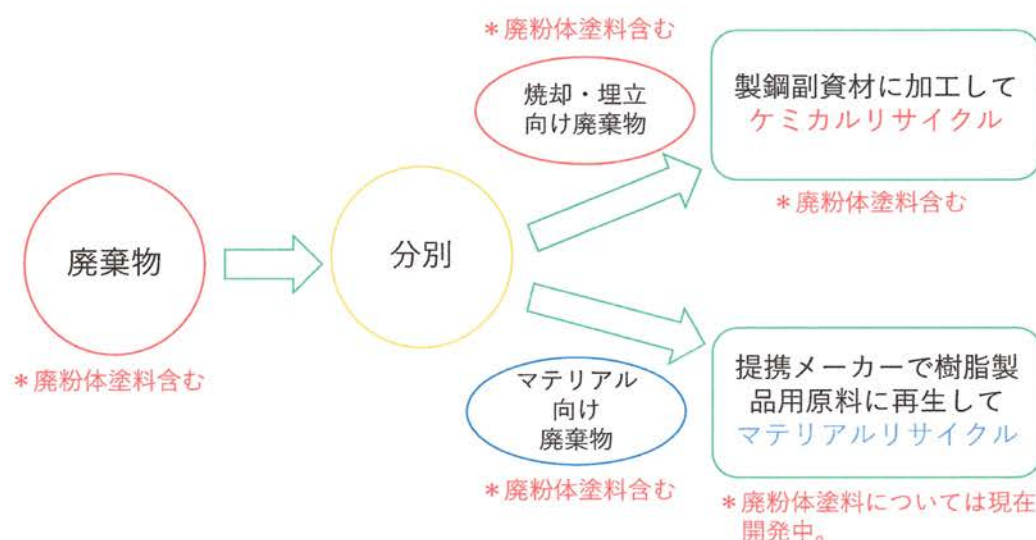 廃棄物
＊廃粉体塗料含む
分別
＊廃粉体塗料含む
焼却・埋立
向け廃棄物
製鋼副資材に加工して
ケミカルリサイクル
＊廃粉体塗料含む
マテリアル
向け
廃棄物
＊廃粉体塗料含む
提携メーカーで樹脂製
品用原料に再生して
マテリアルリサイクル
＊廃粉体塗料については現在
開発中。